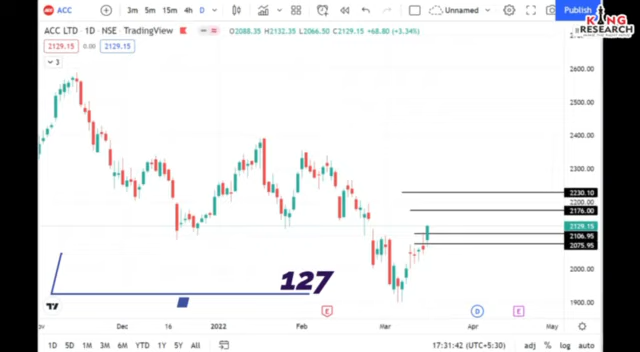 ACC 3m 5m 15m 4h D Unnamed Publish
KING
RESEARCH
ACC LTD · 1D · NSE · TradingView O2088.35 H2132.35 L2066.50 C2129.15 +68.80 (+3.34%)
2129.15 0.00 2129.15
3
2600.00
2500.00
2400.00
2300.00
2230.10
2200.00
2176.00
2129.15
2106.95
2075.95
2000.00
1900.00
127
E D E
Dec 16 2022 Feb Mar Apr May
1D 5D 1M 3M 6M YTD 1Y 5Y All 17:31:42 (UTC+5:30) adj % log auto